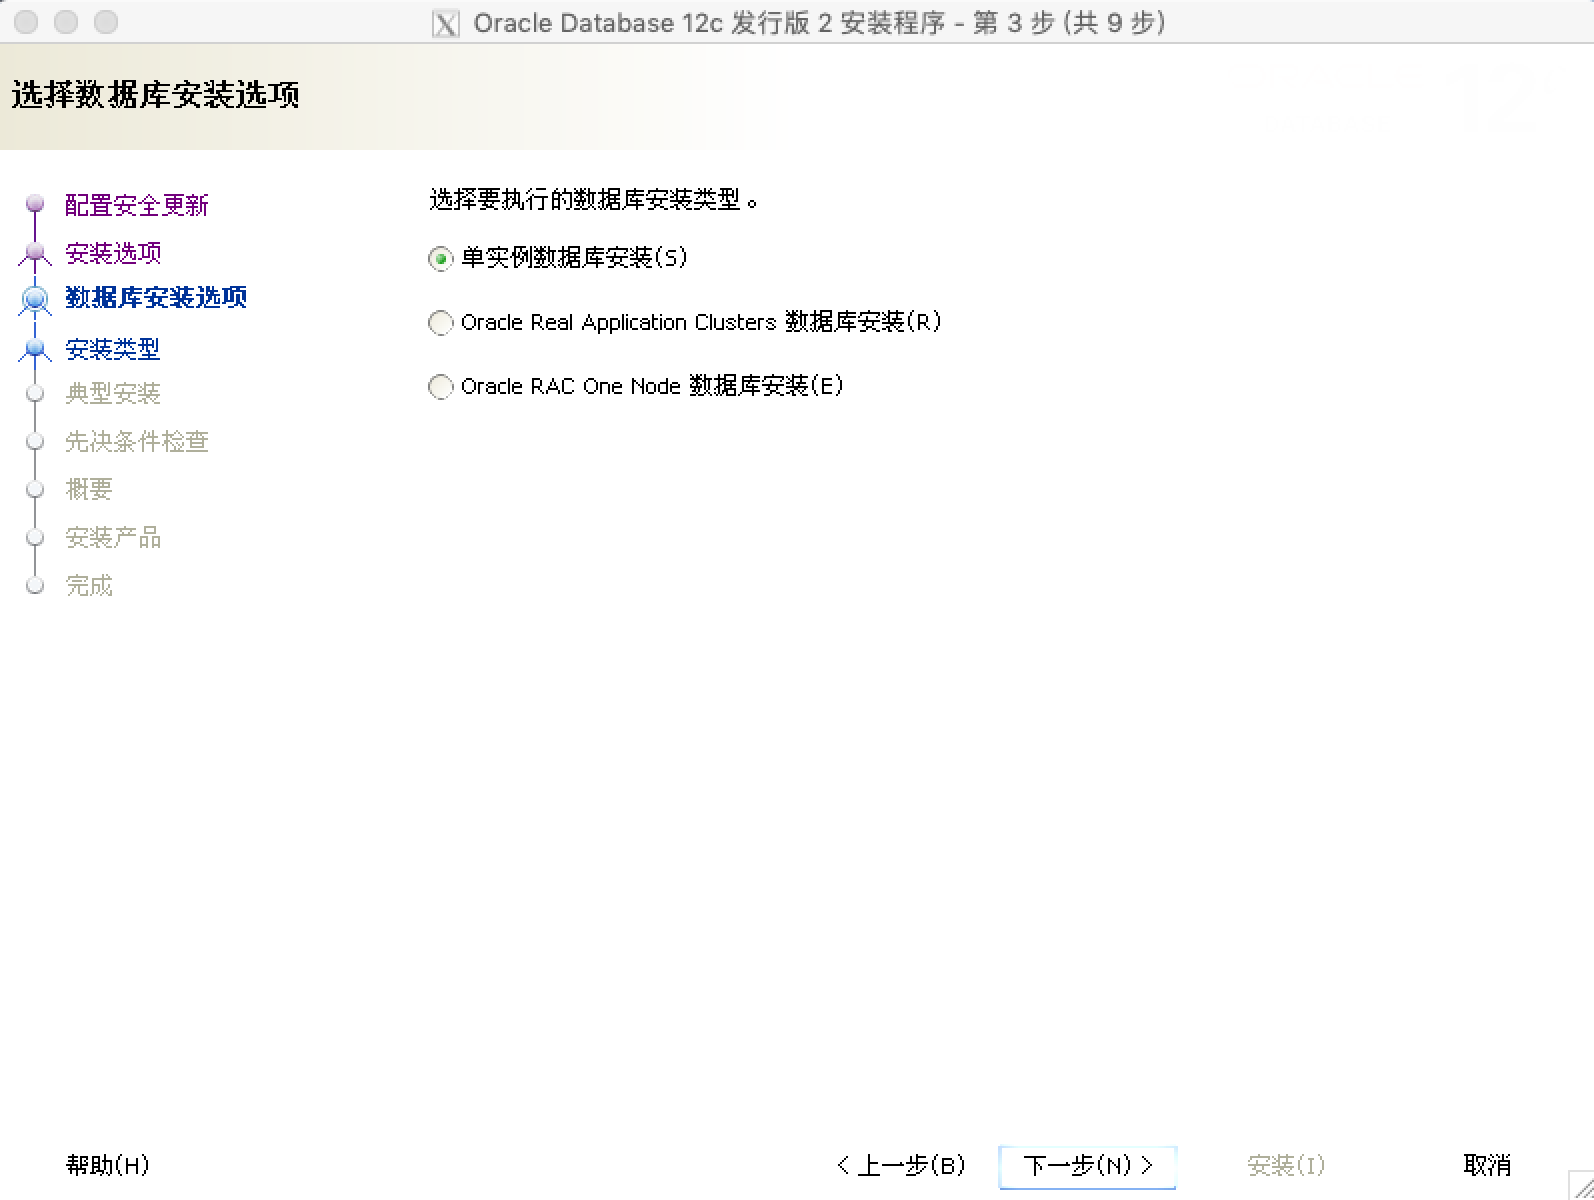 Oracle Database 12c 发行版 2 安装程序 - 第 3 步 (共 9 步)
选择数据库安装选项
配置安全更新
安装选项
数据库安装选项
安装类型
典型安装
先决条件检查
概要
安装产品
完成
选择要执行的数据库安装类型。
单实例数据库安装(S)
Oracle Real Application Clusters 数据库安装(R)
Oracle RAC One Node 数据库安装(E)
帮助(H)
< 上一步(B)
下一步(N) >
安装(I)
取消